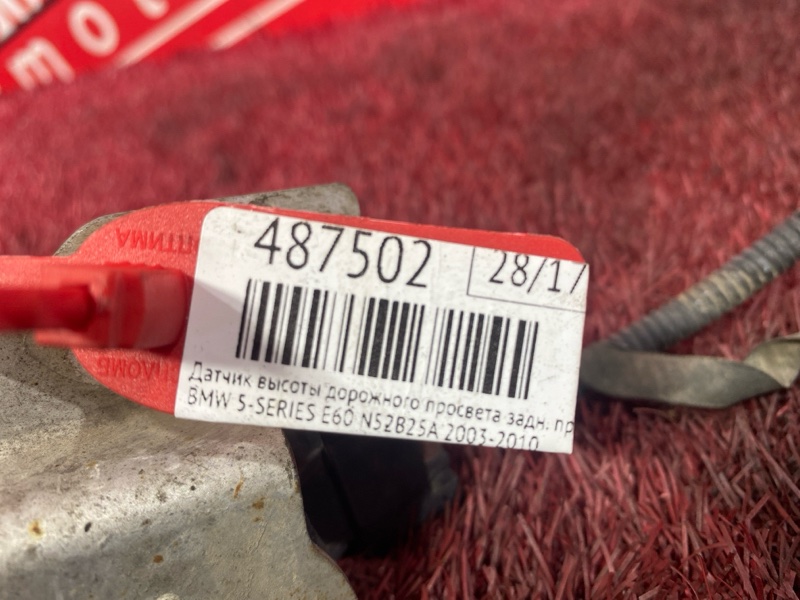 487502
28/17
Датчик высоты дорожного просвета задн. пр
BMW 5-SERIES E60 N52B25A 2003-2010